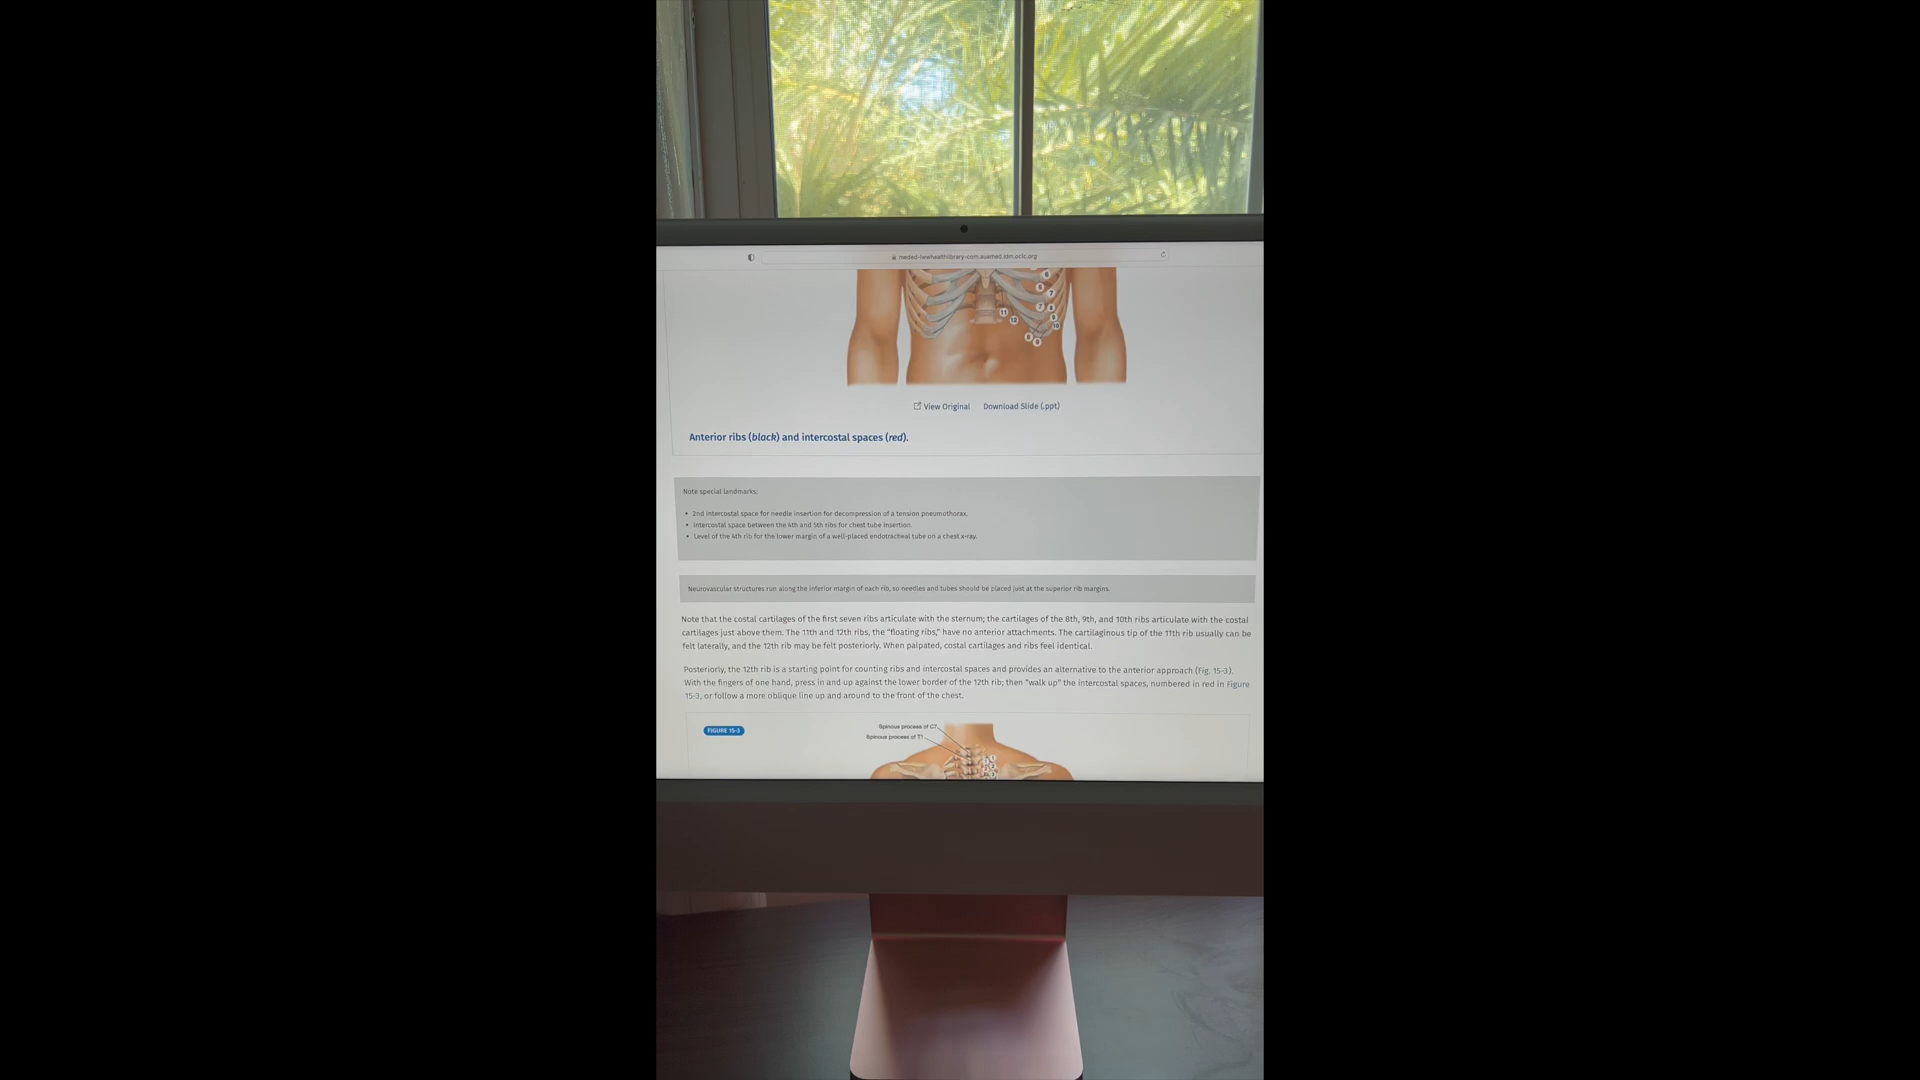 meded-lwwhealthlibrary-com.auamed.idm.oclc.org
6
6
7
7
8
11
9
12
10
8
9
View Original Download Slide (.ppt)
Anterior ribs (black) and intercostal spaces (red).
Note special landmarks:
• 2nd intercostal space for needle insertion for decompression of a tension pneumothorax.
• Intercostal space between the 4th and 5th ribs for chest tube insertion.
• Level of the 4th rib for the lower margin of a well-placed endotracheal tube on a chest x-ray.
Neurovascular structures run along the inferior margin of each rib, so needles and tubes should be placed just at the superior rib margins.
Note that the costal cartilages of the first seven ribs articulate with the sternum; the cartilages of the 8th, 9th, and 10th ribs articulate with the costal
cartilages just above them. The 11th and 12th ribs, the “floating ribs,” have no anterior attachments. The cartilaginous tip of the 11th rib usually can be
felt laterally, and the 12th rib may be felt posteriorly. When palpated, costal cartilages and ribs feel identical.
Posteriorly, the 12th rib is a starting point for counting ribs and intercostal spaces and provides an alternative to the anterior approach (Fig. 15-3).
With the fingers of one hand, press in and up against the lower border of the 12th rib; then “walk up” the intercostal spaces, numbered in red in Figure
15-3, or follow a more oblique line up and around to the front of the chest.
FIGURE 15-3
Spinous process of C7
Spinous process of T1